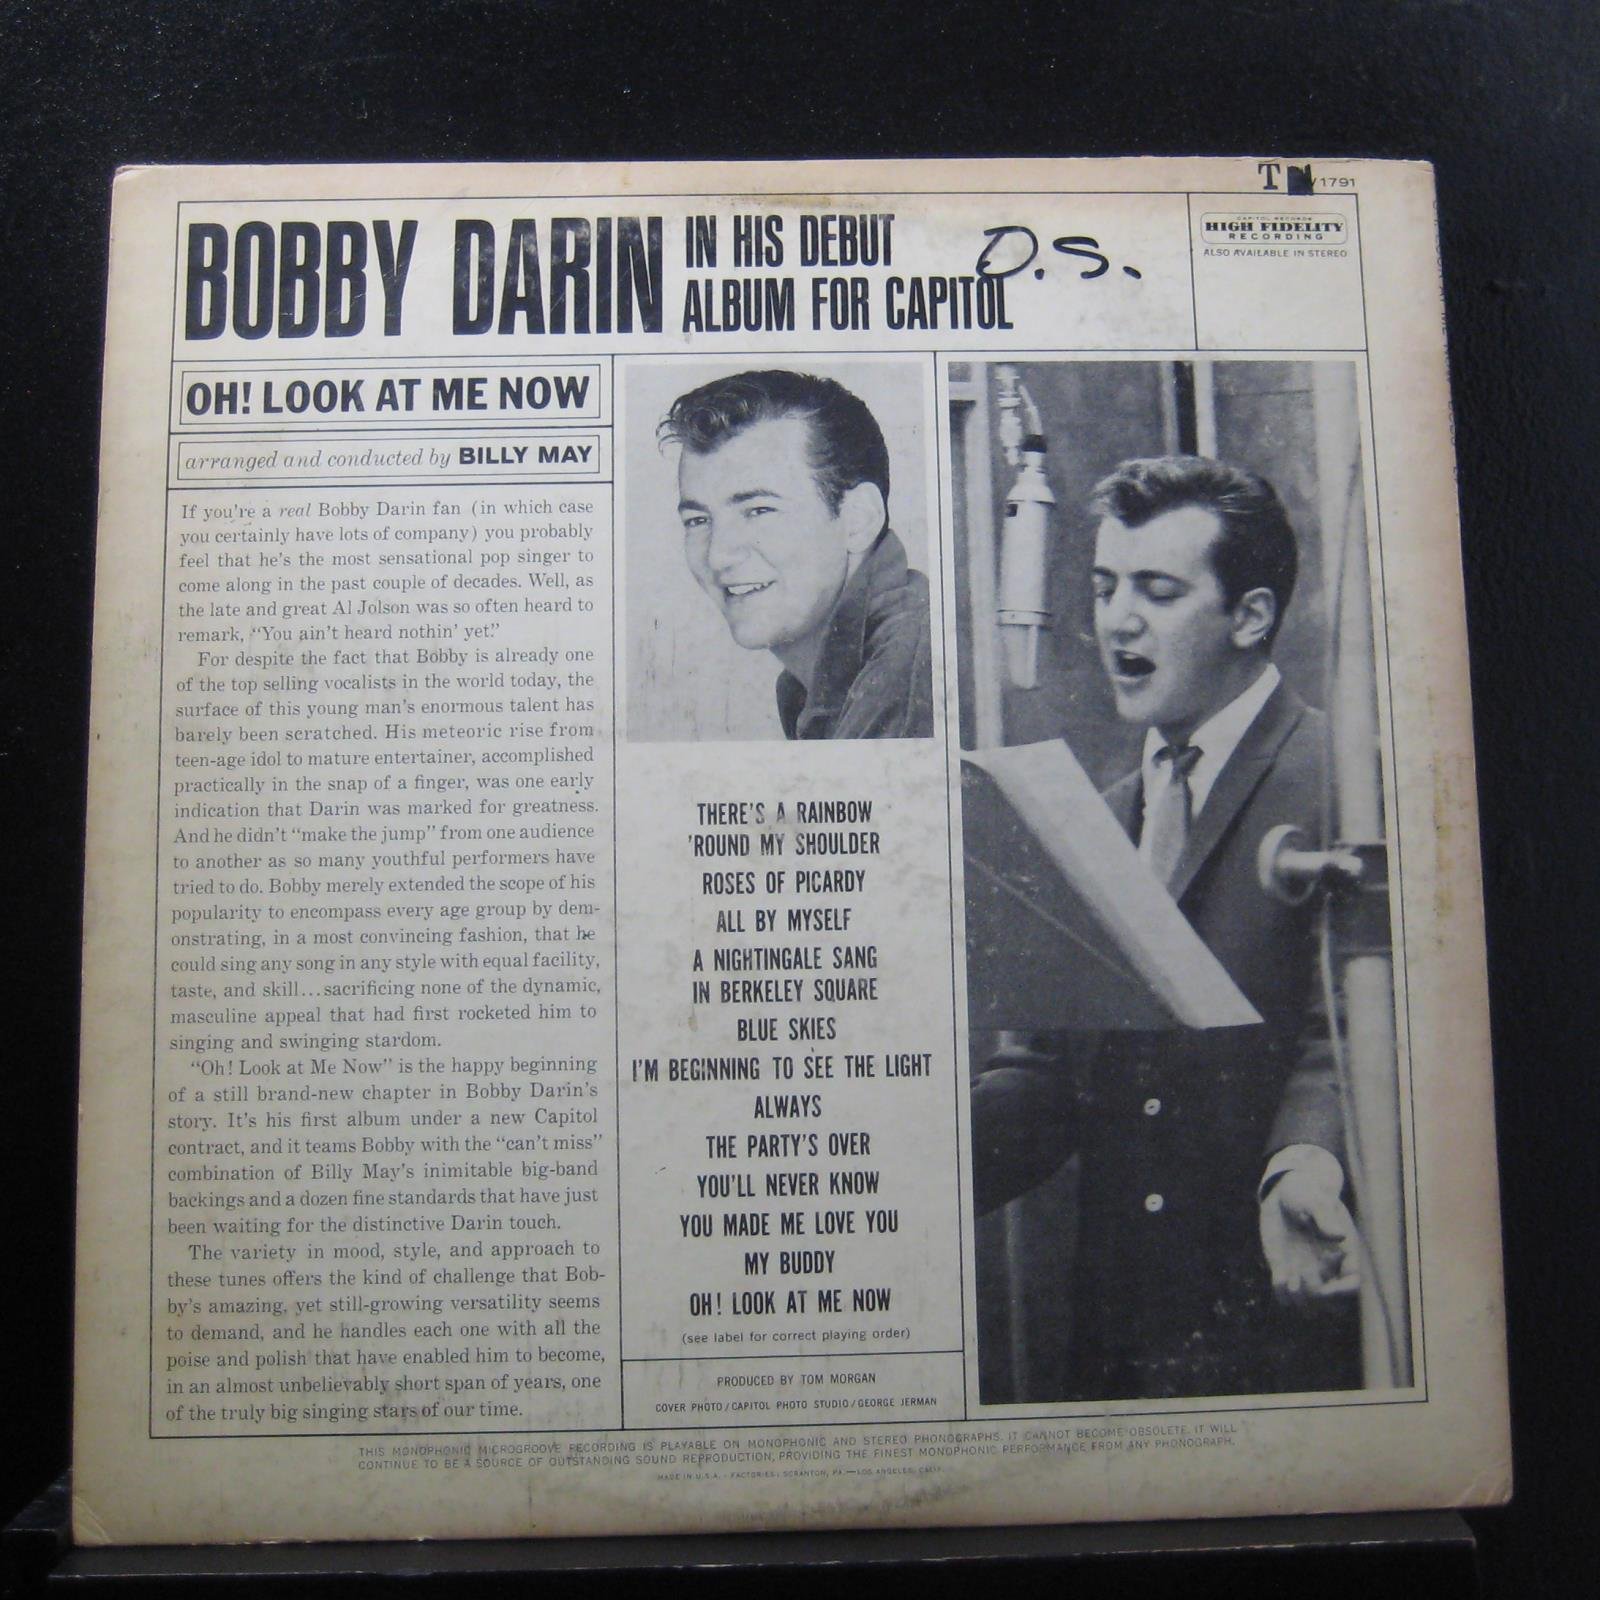 T /1791
BOBBY DARIN
IN HIS DEBUT
ALBUM FOR CAPITOL
D.S.
CAPITOL RECORDS
HIGH FIDELITY
RECORDING
ALSO AVAILABLE IN STEREO
OH! LOOK AT ME NOW
arranged and conducted by BILLY MAY
If you're a real Bobby Darin fan (in which case
you certainly have lots of company) you probably
feel that he's the most sensational pop singer to
come along in the past couple of decades. Well, as
the late and great Al Jolson was so often heard to
remark, "You ain't heard nothin' yet."
For despite the fact that Bobby is already one
of the top selling vocalists in the world today, the
surface of this young man's enormous talent has
barely been scratched. His meteoric rise from
teen-age idol to mature entertainer, accomplished
practically in the snap of a finger, was one early
indication that Darin was marked for greatness.
And he didn't "make the jump" from one audience
to another as so many youthful performers have
tried to do. Bobby merely extended the scope of his
popularity to encompass every age group by dem-
onstrating, in a most convincing fashion, that he
could sing any song in any style with equal facility,
taste, and skill...sacrificing none of the dynamic,
masculine appeal that had first rocketed him to
singing and swinging stardom.
"Oh! Look at Me Now" is the happy beginning
of a still brand-new chapter in Bobby Darin's
story. It's his first album under a new Capitol
contract, and it teams Bobby with the "can't miss"
combination of Billy May's inimitable big-band
backings and a dozen fine standards that have just
been waiting for the distinctive Darin touch.
The variety in mood, style, and approach to
these tunes offers the kind of challenge that Bob-
by's amazing, yet still-growing versatility seems
to demand, and he handles each one with all the
poise and polish that have enabled him to become,
in an almost unbelievably short span of years, one
of the truly big singing stars of our time.
THERE'S A RAINBOW
'ROUND MY SHOULDER
ROSES OF PICARDY
ALL BY MYSELF
A NIGHTINGALE SANG
IN BERKELEY SQUARE
BLUE SKIES
I'M BEGINNING TO SEE THE LIGHT
ALWAYS
THE PARTY'S OVER
YOU'LL NEVER KNOW
YOU MADE ME LOVE YOU
MY BUDDY
OH! LOOK AT ME NOW
(see label for correct playing order)
PRODUCED BY TOM MORGAN
COVER PHOTO/CAPITOL PHOTO STUDIO/GEORGE JERMAN
THIS MONOPHONIC MICROGROOVE RECORDING IS PLAYABLE ON MONOPHONIC AND STEREO PHONOGRAPHS. IT CANNOT BECOME OBSOLETE. IT WILL
CONTINUE TO BE A SOURCE OF OUTSTANDING SOUND REPRODUCTION, PROVIDING THE FINEST MONOPHONIC PERFORMANCE FROM ANY PHONOGRAPH.
MADE IN U.S.A. - FACTORIES: SCRANTON, PA.—LOS ANGELES, CALIF.